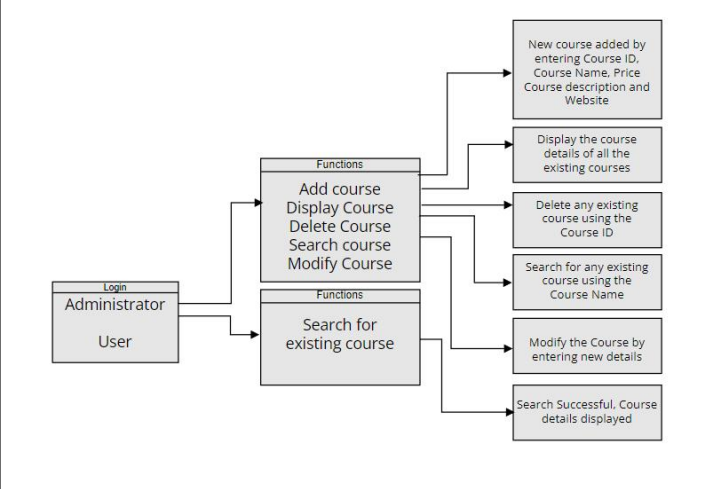 Login
Administrator
User
Functions
Add course
Display Course
Delete Course
Search course
Modify Course
Functions
Search for
existing course
New course added by
entering Course ID,
Course Name, Price
Course description and
Website
Display the course
details of all the
existing courses
Delete any existing
course using the
Course ID
Search for any existing
course using the
Course Name
Modify the Course by
entering new details
Search Successful, Course
details displayed